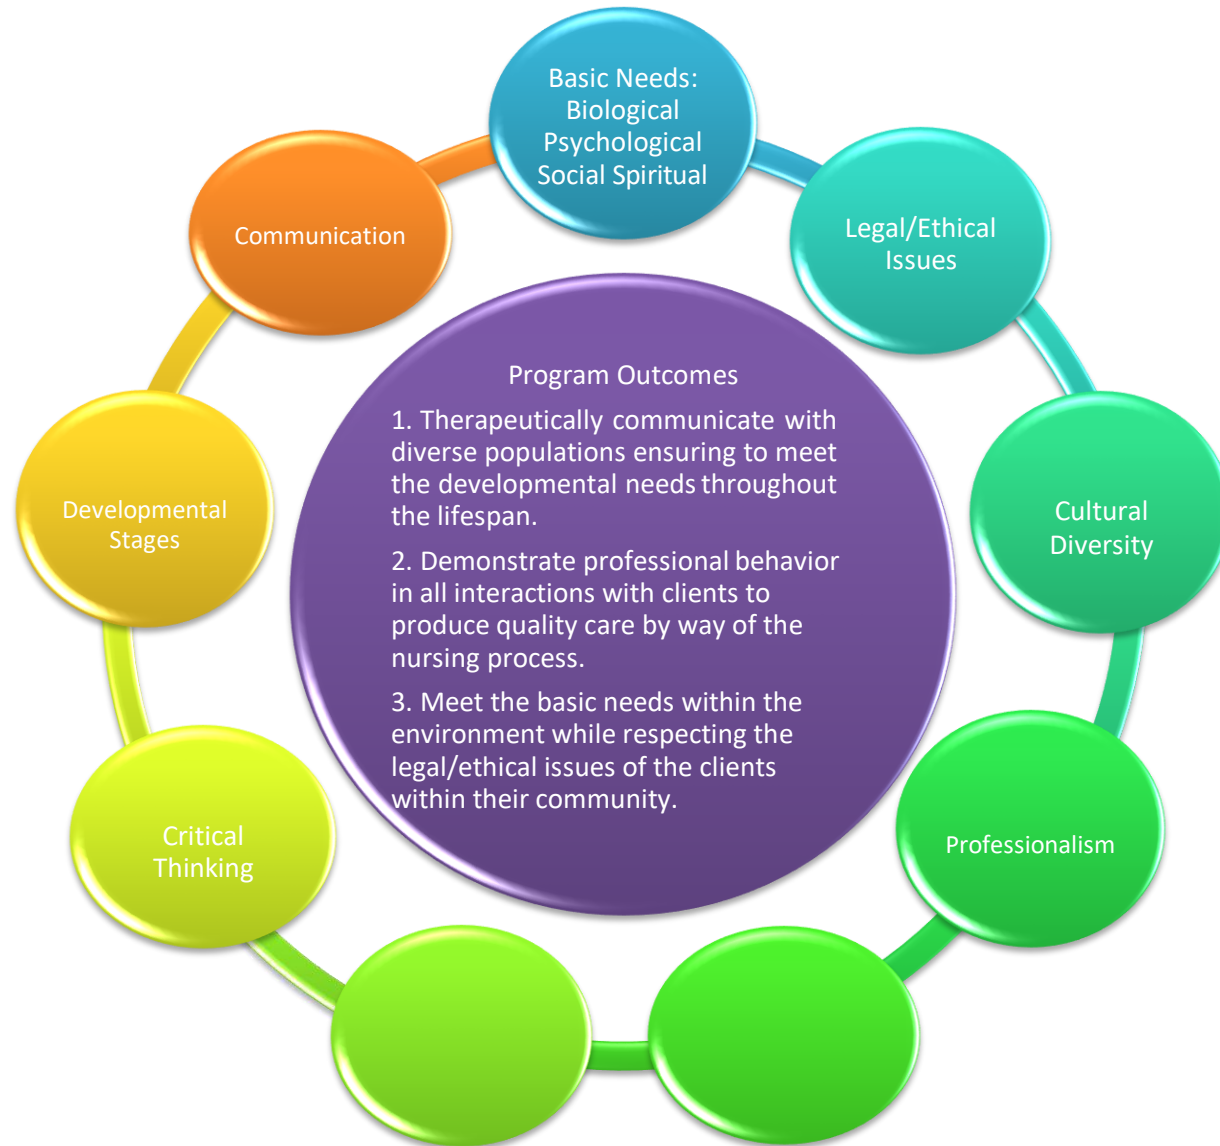 Basic Needs:
Biological
Psychological
Social Spiritual
Legal/Ethical
Issues
Cultural
Diversity
Professionalism
Critical
Thinking
Developmental
Stages
Communication
Program Outcomes
1. Therapeutically communicate with
diverse populations ensuring to meet
the developmental needs throughout
the lifespan.
2. Demonstrate professional behavior
in all interactions with clients to
produce quality care by way of the
nursing process.
3. Meet the basic needs within the
environment while respecting the
legal/ethical issues of the clients
within their community.